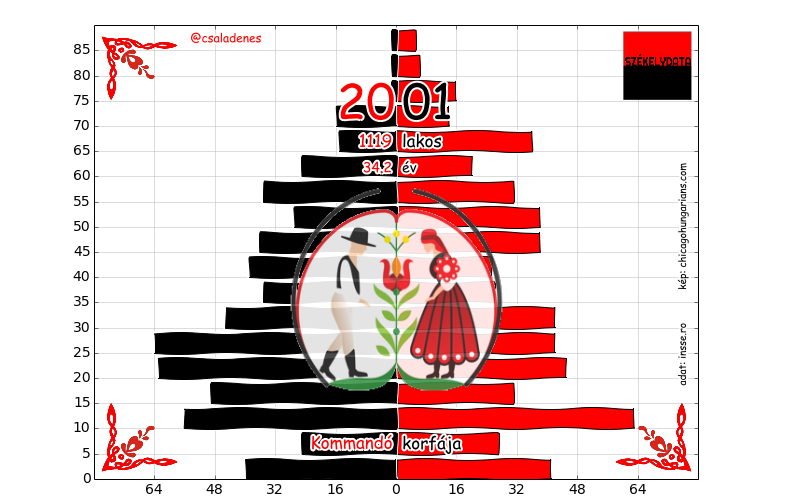 @csaladenes
SZÉKELYDATA
2001
1119 lakos
34,2 év
kép: chicagohungarians.com
adat: insse.ro
Kommandó korfája
85
80
75
70
65
60
55
50
45
40
35
30
25
20
15
10
5
0
64 48 32 16 0 16 32 48 64